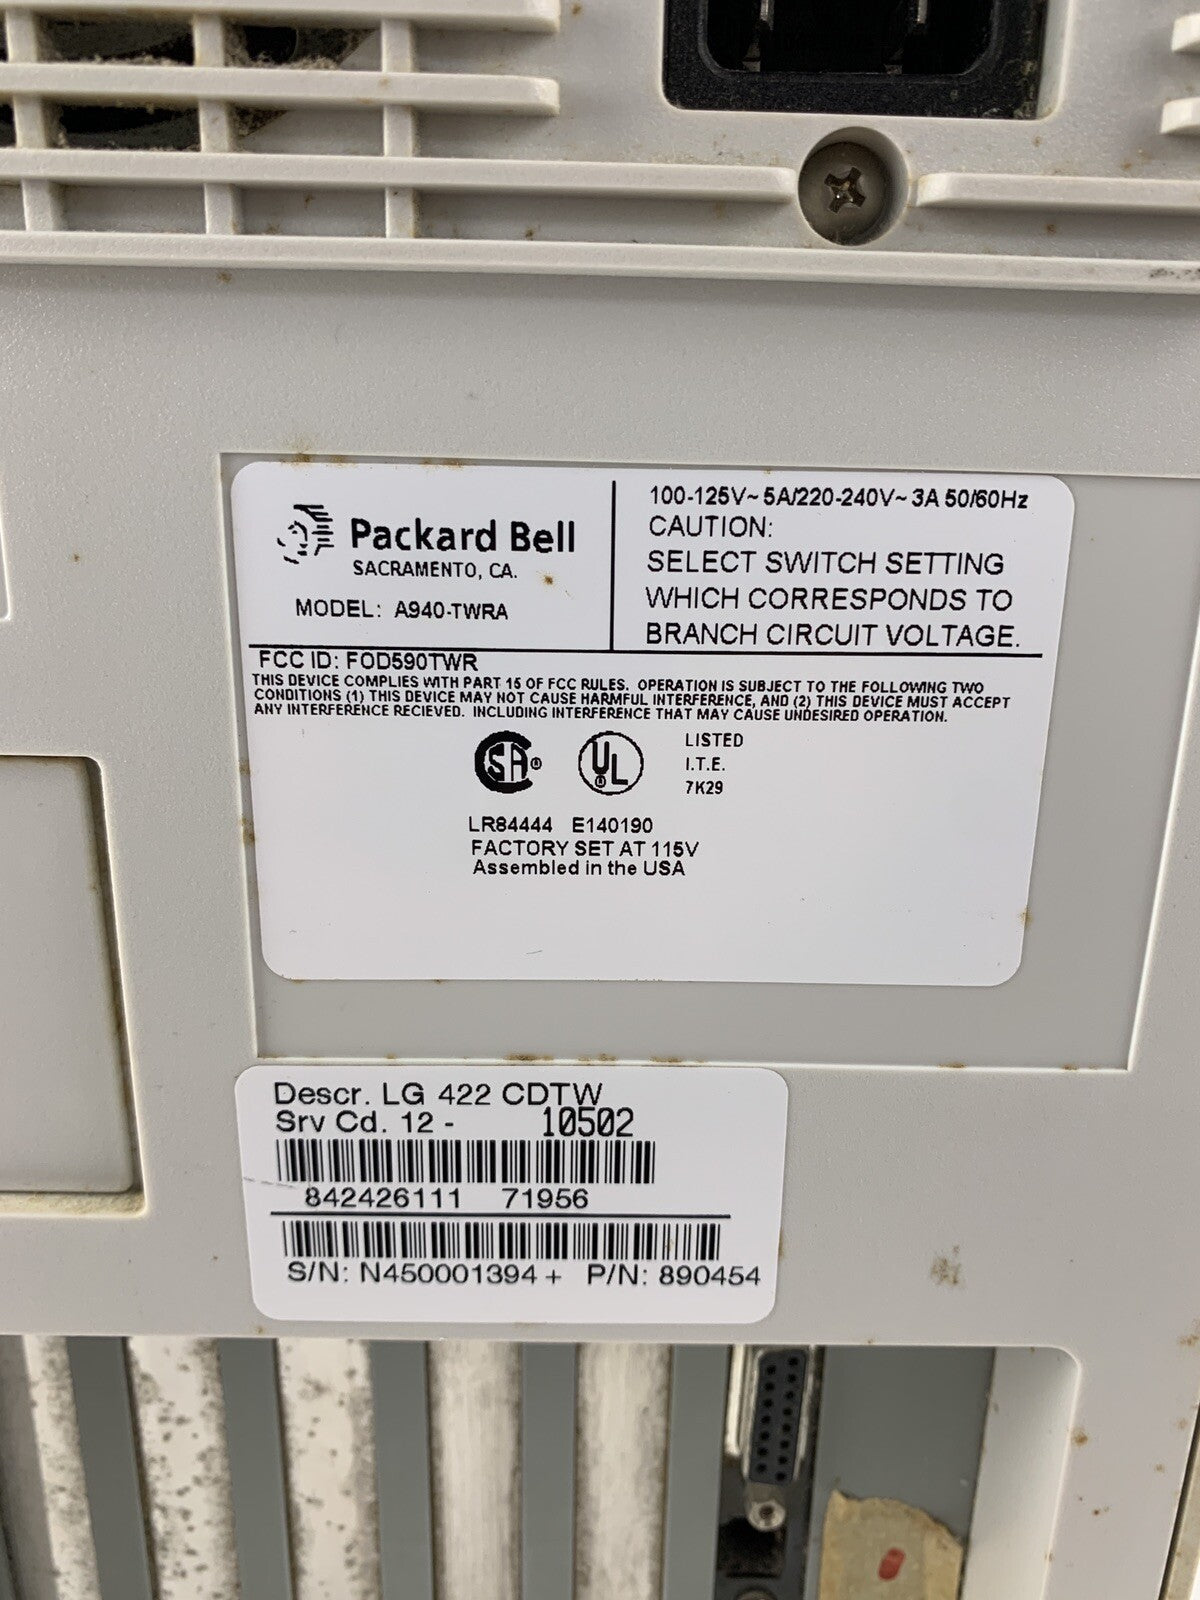 Packard Bell
SACRAMENTO, CA.
MODEL: A940-TWRA
100-125V~ 5A/220-240V~ 3A 50/60Hz
CAUTION:
SELECT SWITCH SETTING
WHICH CORRESPONDS TO
BRANCH CIRCUIT VOLTAGE.
FCC ID: FOD590TWR
THIS DEVICE COMPLIES WITH PART 15 OF FCC RULES. OPERATION IS SUBJECT TO THE FOLLOWING TWO
CONDITIONS (1) THIS DEVICE MAY NOT CAUSE HARMFUL INTERFERENCE, AND (2) THIS DEVICE MUST ACCEPT
ANY INTERFERENCE RECIEVED. INCLUDING INTERFERENCE THAT MAY CAUSE UNDESIRED OPERATION.
SA ®
UL ®
LISTED
I.T.E.
7K29
LR84444 E140190
FACTORY SET AT 115V
Assembled in the USA
Descr. LG 422 CDTW
Srv Cd. 12 - 10502
842426111 71956
S/N: N450001394+ P/N: 890454